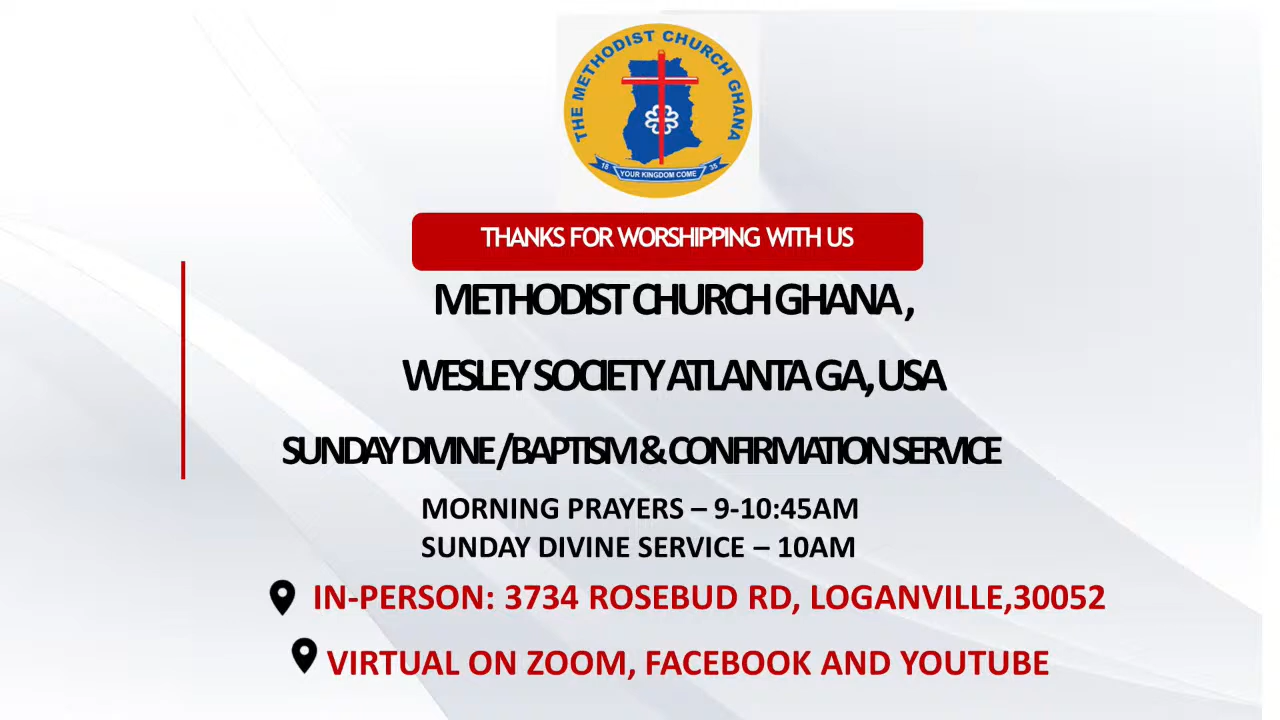 THE METHODIST CHURCH GHANA
18 YOUR KINGDOM COME 35
THANKS FOR WORSHIPPING WITH US
METHODIST CHURCH GHANA ,
WESLEY SOCIETY ATLANTA GA, USA
SUNDAY DIVINE /BAPTISM & CONFIRMATION SERVICE
MORNING PRAYERS – 9-10:45AM
SUNDAY DIVINE SERVICE – 10AM
IN-PERSON: 3734 ROSEBUD RD, LOGANVILLE,30052
VIRTUAL ON ZOOM, FACEBOOK AND YOUTUBE